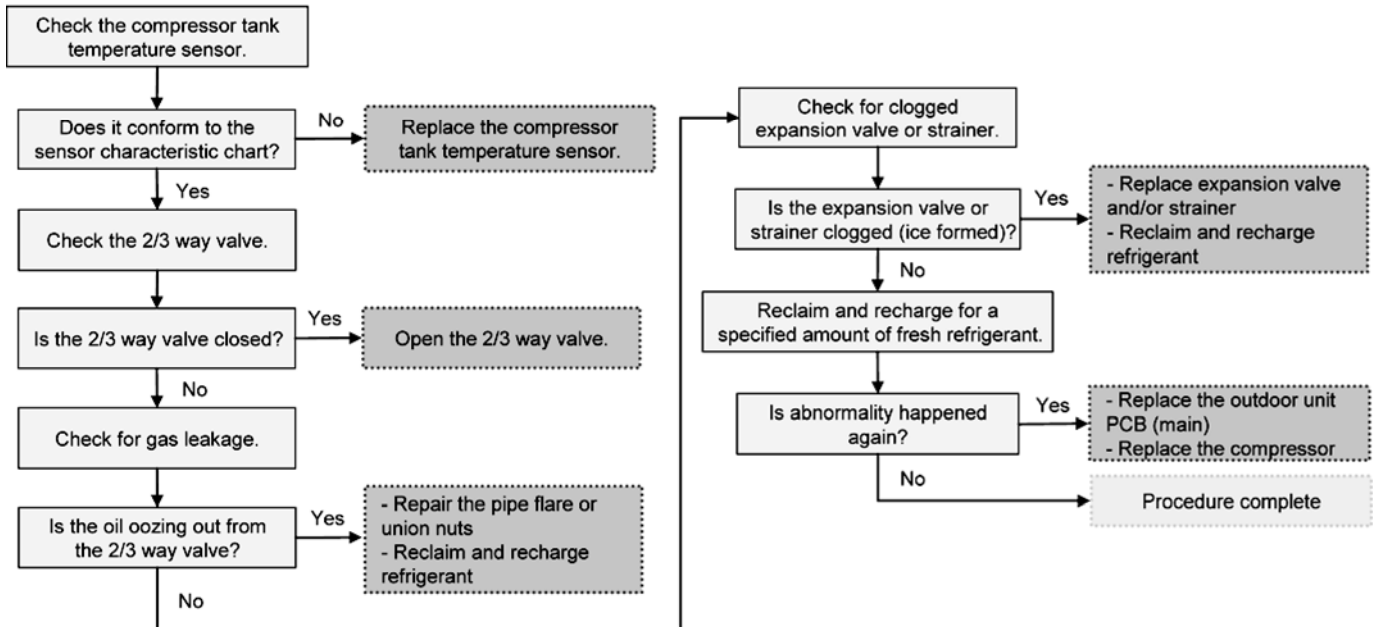 Check the compressor tank
temperature sensor.
Does it conform to the
sensor characteristic chart?
No
Replace the compressor
tank temperature sensor.
Yes
Check the 2/3 way valve.
Is the 2/3 way valve closed?
Yes
Open the 2/3 way valve.
No
Check for gas leakage.
Is the oil oozing out from
the 2/3 way valve?
Yes
- Repair the pipe flare or
union nuts
- Reclaim and recharge
refrigerant
No
Check for clogged
expansion valve or strainer.
Is the expansion valve or
strainer clogged (ice formed)?
Yes
- Replace expansion valve
and/or strainer
- Reclaim and recharge
refrigerant
No
Reclaim and recharge for a
specified amount of fresh refrigerant.
Is abnormality happened
again?
Yes
- Replace the outdoor unit
PCB (main)
- Replace the compressor
No
Procedure complete